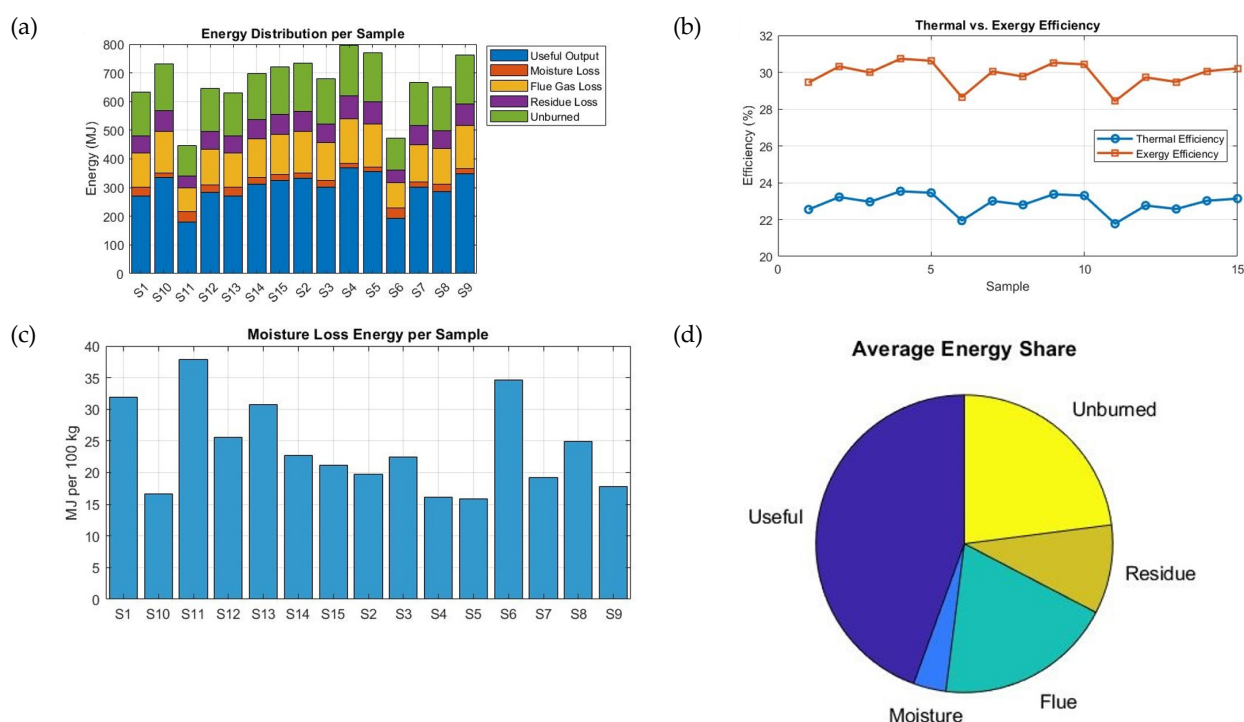 (a)
Energy Distribution per Sample
800
700
600
500
400
300
200
100
0
Energy (MJ)
S1
S10
S11
S12
S13
S14
S15
S2
S3
S4
S5
S6
S7
S8
S9
Useful Output
Moisture Loss
Flue Gas Loss
Residue Loss
Unburned
(b)
Thermal vs. Exergy Efficiency
32
30
28
26
24
22
20
Efficiency (%)
0
5
10
15
Sample
Thermal Efficiency
Exergy Efficiency
(c)
Moisture Loss Energy per Sample
40
35
30
25
20
15
10
5
0
MJ per 100 kg
S1
S10
S11
S12
S13
S14
S15
S2
S3
S4
S5
S6
S7
S8
S9
(d)
Average Energy Share
Unburned
Useful
Residue
Flue
Moisture